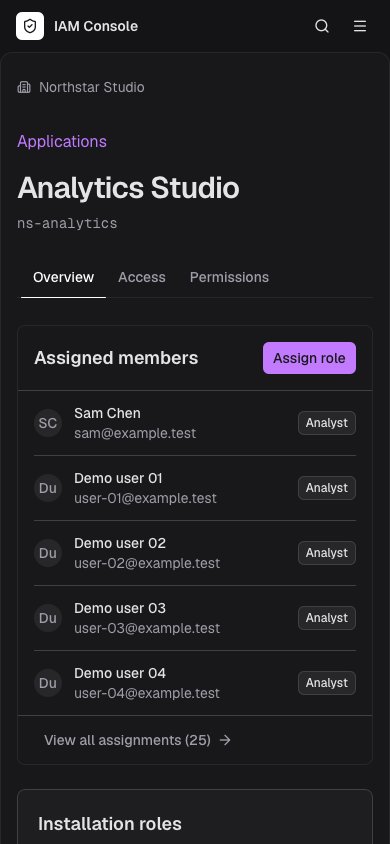 IAM Console
Northstar Studio
Applications
Analytics Studio
ns-analytics
Overview Access Permissions
Assigned members Assign role
SC Sam Chen Analyst
sam@example.test
Du Demo user 01 Analyst
user-01@example.test
Du Demo user 02 Analyst
user-02@example.test
Du Demo user 03 Analyst
user-03@example.test
Du Demo user 04 Analyst
user-04@example.test
View all assignments (25)
Installation roles